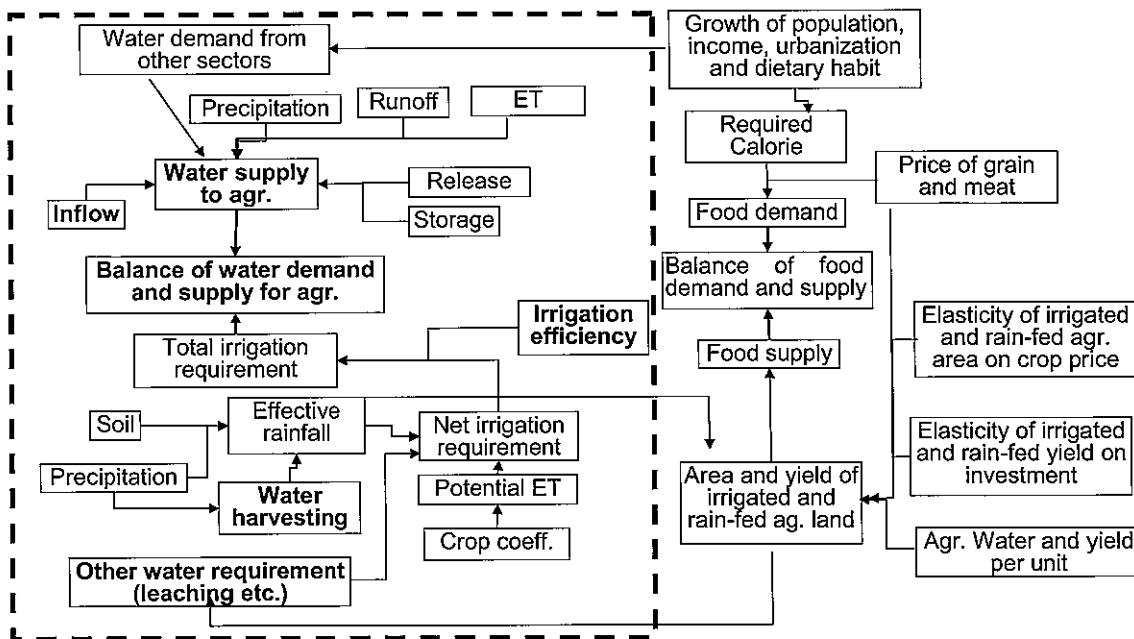 Water demand from
other sectors
Growth of population,
income, urbanization
and dietary habit
Precipitation
Runoff
ET
Required
Calorie
Price of grain
and meat
Water supply
to agr.
Release
Inflow
Storage
Food demand
Balance of water demand
and supply for agr.
Balance of food
demand and supply
Irrigation
efficiency
Elasticity of irrigated
and rain-fed agr.
area on crop price
Total irrigation
requirement
Food supply
Soil
Effective
rainfall
Net irrigation
requirement
Elasticity of irrigated
and rain-fed yield on
investment
Precipitation
Water
harvesting
Potential ET
Area and yield of
irrigated and
rain-fed ag. land
Crop coeff.
Agr. Water and yield
per unit
Other water requirement
(leaching etc.)